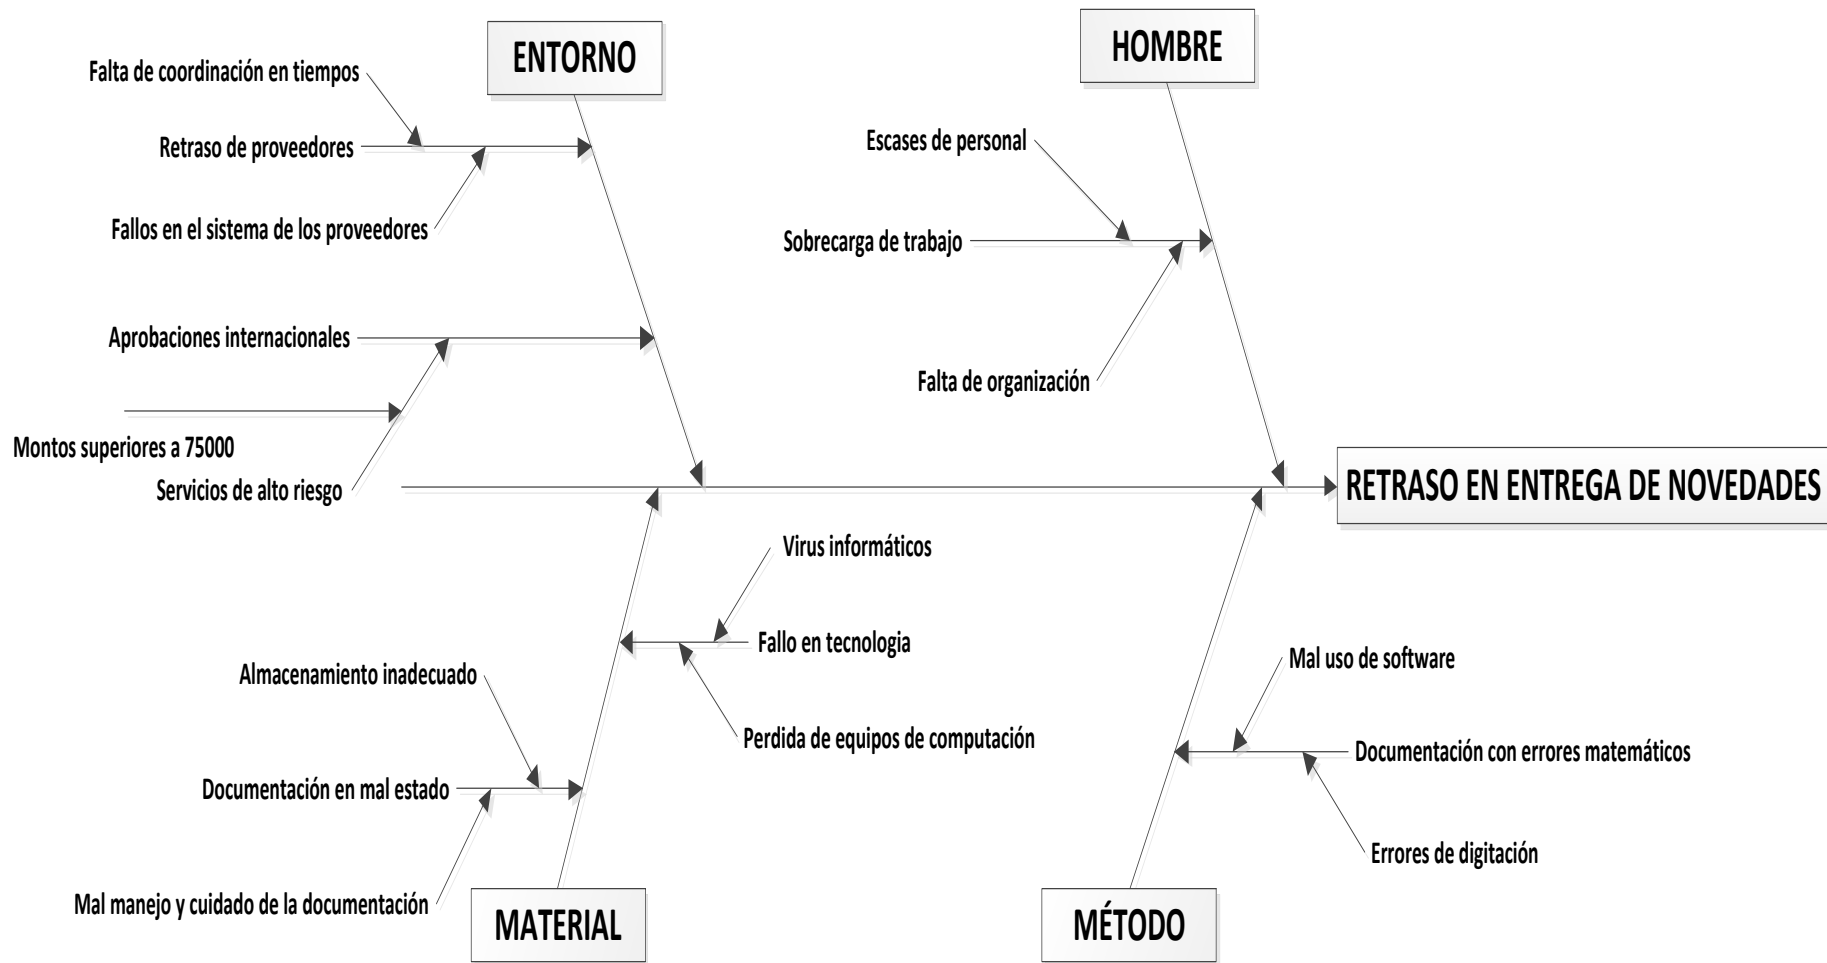 ENTORNO
HOMBRE
Falta de coordinación en tiempos
Retraso de proveedores
Escases de personal
Fallos en el sistema de los proveedores
Sobrecarga de trabajo
Aprobaciones internacionales
Falta de organización
Montos superiores a 75000
Servicios de alto riesgo
RETRASO EN ENTREGA DE NOVEDADES
Virus informáticos
Fallo en tecnologia
Mal uso de software
Almacenamiento inadecuado
Perdida de equipos de computación
Documentación con errores matemáticos
Documentación en mal estado
Errores de digitación
Mal manejo y cuidado de la documentación
MATERIAL
MÉTODO